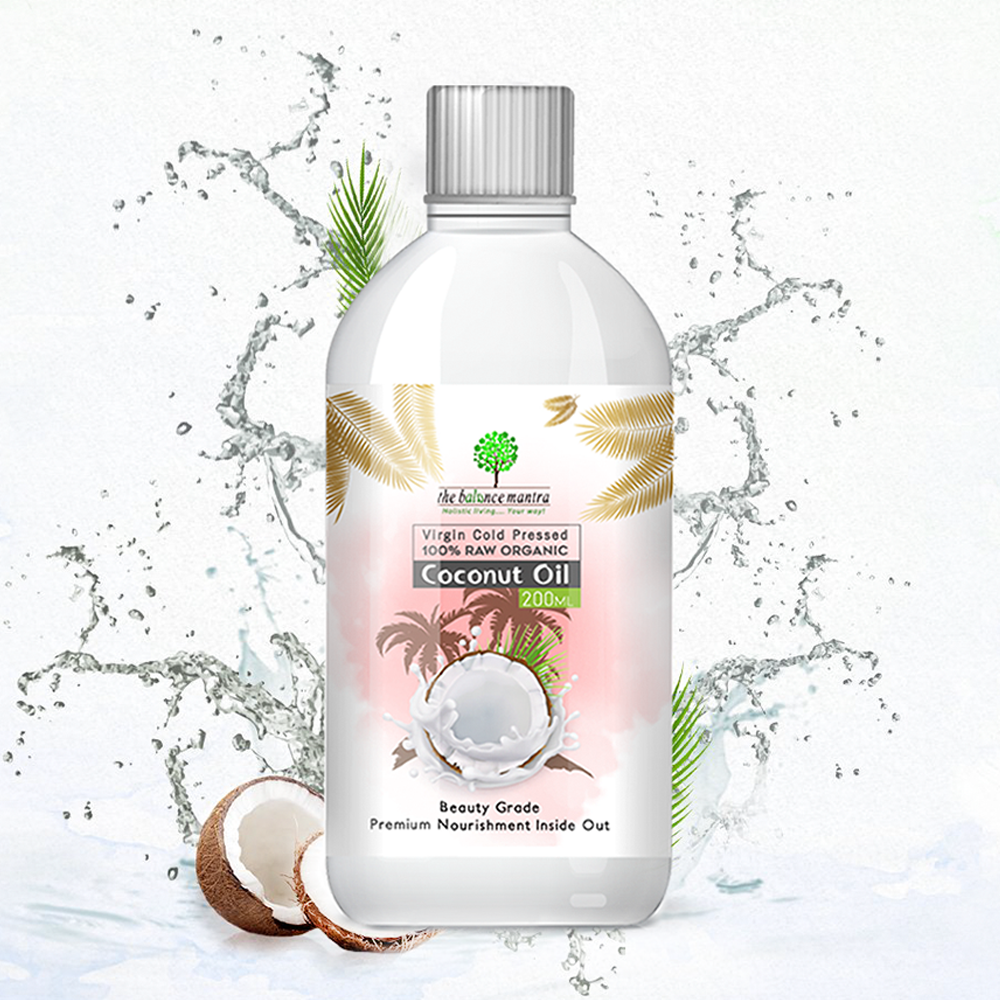 the balance mantra
Holistic living.... Your way!
Virgin Cold Pressed
100% RAW ORGANIC
Coconut Oil
200ML
Beauty Grade
Premium Nourishment Inside Out